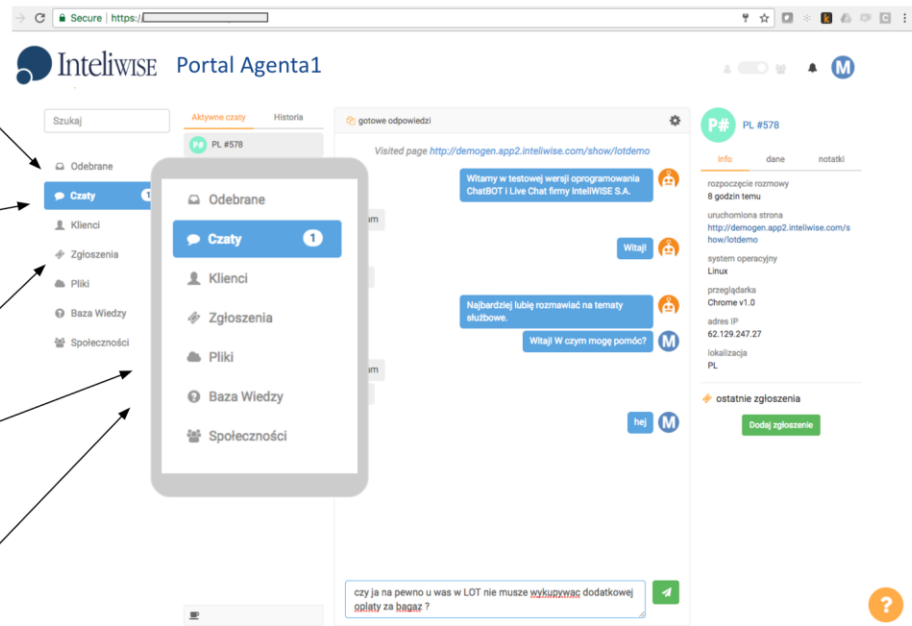 Secure | https:/
InteliWISE Portal Agenta1
M
Szukaj
Odebrane
Czaty 1
Klienci
Zgłoszenia
Pliki
Baza Wiedzy
Społeczności
Aktywne czaty Historia
P# PL #578
Odebrane
Czaty 1
Klienci
Zgłoszenia
Pliki
Baza Wiedzy
Społeczności
gotowe odpowiedzi
Visited page http://demogen.app2.inteliwise.com/show/lotdemo
Witamy w testowej wersji oprogramowania
ChatBOT i Live Chat firmy InteliWISE S.A.
Witaj!
Najbardziej lubię rozmawiać na tematy
służbowe.
Witaj! W czym mogę pomóc?
M
hej
M
czy ja na pewno u was w LOT nie musze wykupywac dodatkowej
oplaty za bagaz ?
P# PL #578
info dane notatki
rozpoczęcie rozmowy
8 godzin temu
uruchomiona strona
http://demogen.app2.inteliwise.com/s
how/lotdemo
system operacyjny
Linux
przeglądarka
Chrome v1.0
adres IP
62.129.247.27
lokalizacja
PL
ostatnie zgłoszenia
Dodaj zgłoszenie
?